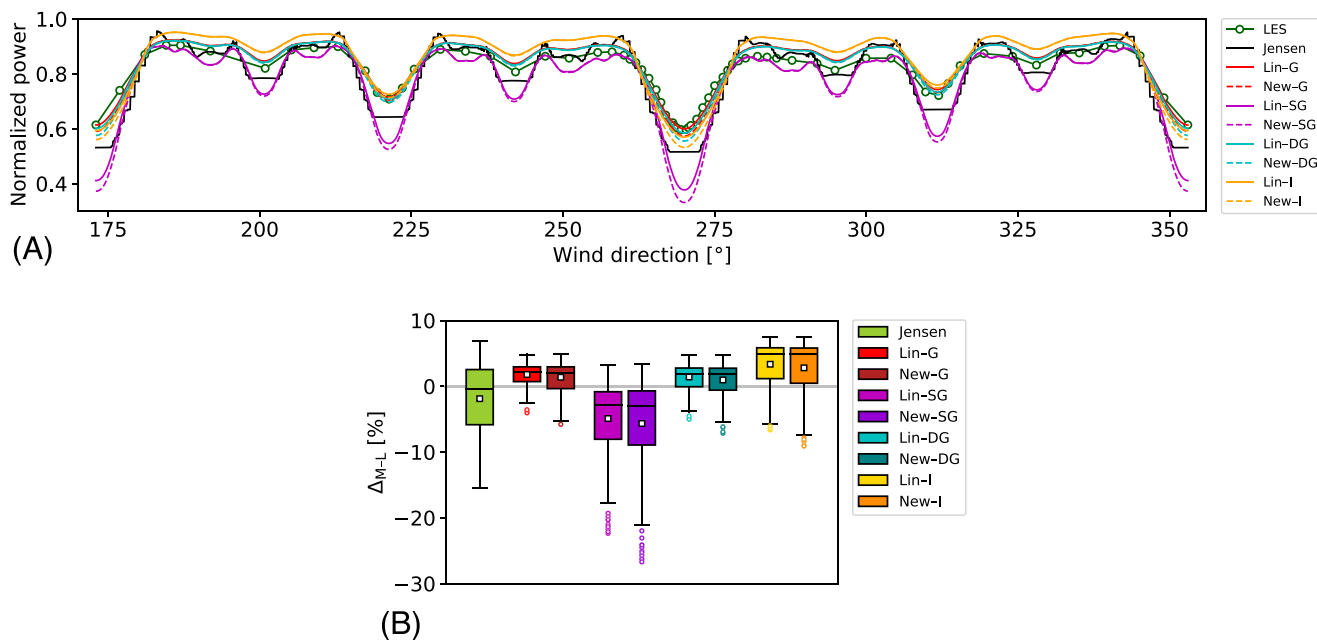 1.0
0.8
0.6
0.4
Normalized power
175
200
225
250
275
300
325
350
Wind direction [°]
(A)
LES
Jensen
Lin–G
New–G
Lin–SG
New–SG
Lin–DG
New–DG
Lin–I
New–I
10
0
−10
−20
−30
ΔM–L [%]
(B)
Jensen
Lin–G
New–G
Lin–SG
New–SG
Lin–DG
New–DG
Lin–I
New–I